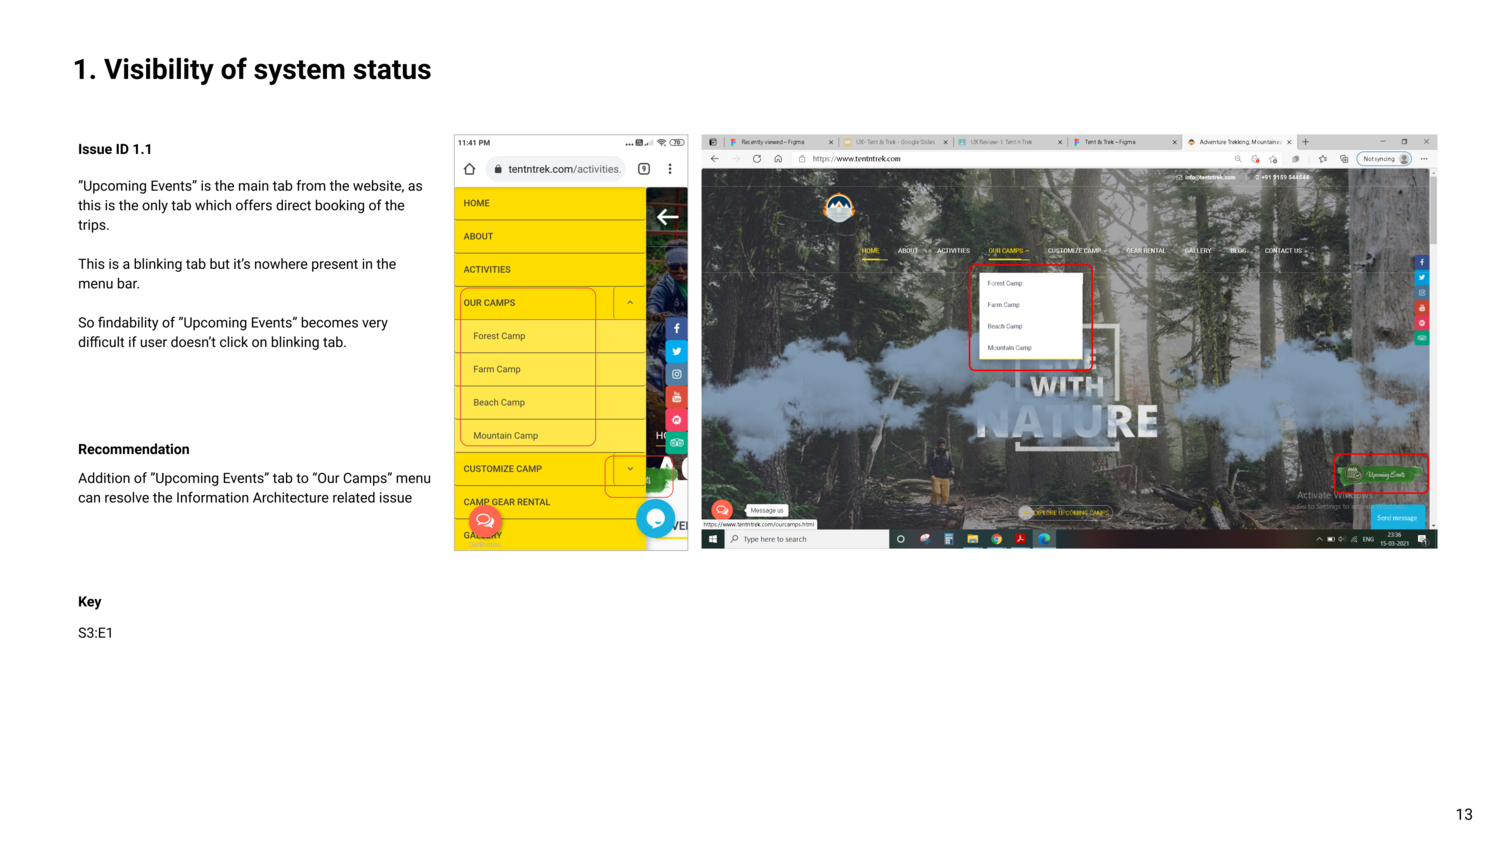 1. Visibility of system status
Issue ID 1.1
”Upcoming Events” is the main tab from the website, as
this is the only tab which offers direct booking of the
trips.
This is a blinking tab but it’s nowhere present in the
menu bar.
So findability of ”Upcoming Events” becomes very
difficult if user doesn’t click on blinking tab.
Recommendation
Addition of ”Upcoming Events” tab to “Our Camps” menu
can resolve the Information Architecture related issue
Key
S3:E1
11:41 PM
tentntrek.com/activities.
9
HOME
ABOUT
ACTIVITIES
OUR CAMPS
Forest Camp
Farm Camp
Beach Camp
Mountain Camp
CUSTOMIZE CAMP
CAMP GEAR RENTAL
GALLERY
Recently viewed – Figma
UX- Tent & Trek - Google Slides
UX Review-1: Tent n Trek
Tent & Trek – Figma
Adventure Trekking, Mountaine
https://www.tentntrek.com
Not syncing
info@tentntrek.com
+91 9159 544544
HOME ABOUT ACTIVITIES OUR CAMPS CUSTOMIZE CAMP GEAR RENTAL GALLERY BLOG CONTACT US
Forest Camp
Farm Camp
Beach Camp
Mountain Camp
LIVE
WITH
NATURE
Upcoming Events
Activate Windows
Go to Settings to activate
EXPLORE UPCOMING CAMPS
Message us
Send message
https://www.tentntrek.com/ourcamps.html
Type here to search
ENG
23:36
15-03-2021
13